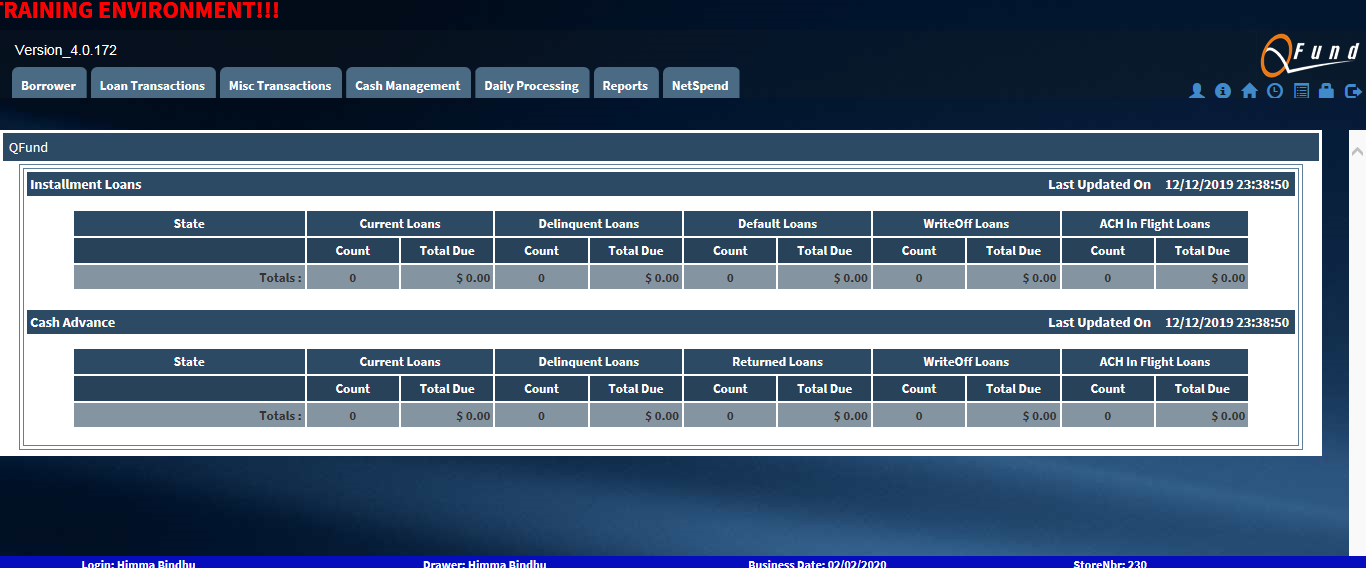 TRAINING ENVIRONMENT!!!
Version_4.0.172
QFund
Borrower Loan Transactions Misc Transactions Cash Management Daily Processing Reports NetSpend
QFund
Installment Loans Last Updated On 12/12/2019 23:38:50
State Current Loans Delinquent Loans Default Loans WriteOff Loans ACH In Flight Loans
Count Total Due Count Total Due Count Total Due Count Total Due Count Total Due
Totals : 0 $ 0.00 0 $ 0.00 0 $ 0.00 0 $ 0.00 0 $ 0.00
Cash Advance Last Updated On 12/12/2019 23:38:50
State Current Loans Delinquent Loans Returned Loans WriteOff Loans ACH In Flight Loans
Count Total Due Count Total Due Count Total Due Count Total Due Count Total Due
Totals : 0 $ 0.00 0 $ 0.00 0 $ 0.00 0 $ 0.00 0 $ 0.00
Login: Himma Bindhu Drawer: Himma Bindhu Business Date: 02/02/2020 StoreNbr: 230